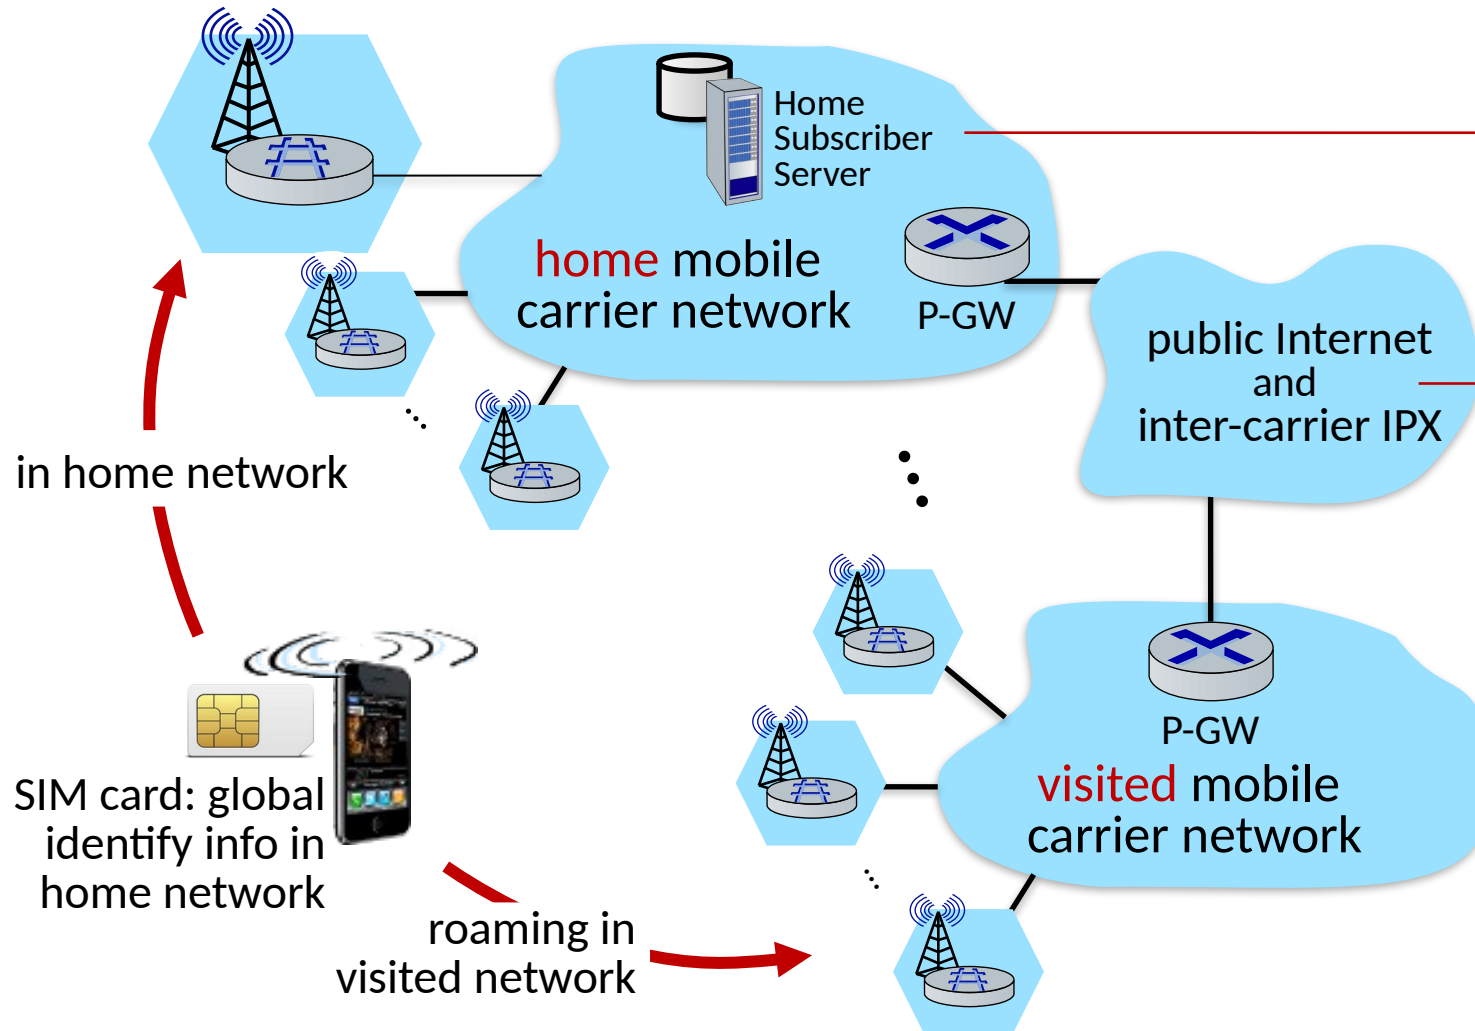 Home
Subscriber
Server
home mobile
carrier network
P-GW
public Internet
and
inter-carrier IPX
in home network
SIM card: global
identify info in
home network
roaming in
visited network
P-GW
visited mobile
carrier network